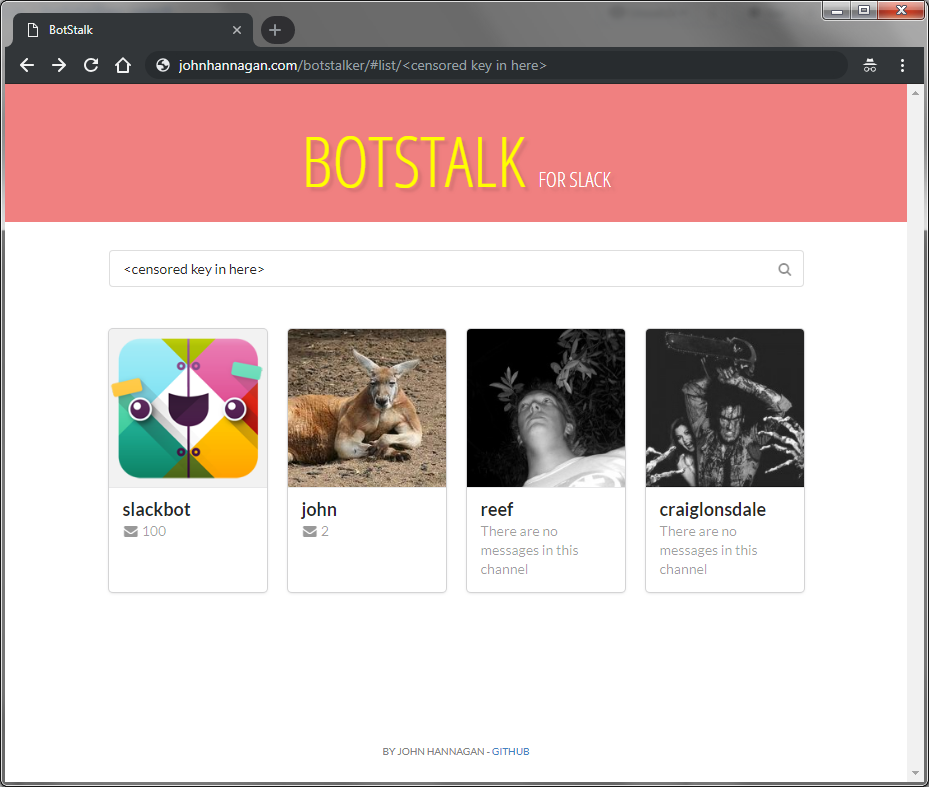 BotStalk
johnhannagan.com/botstalker/#list/<censored key in here>
BOTSTALK FOR SLACK
<censored key in here>
slackbot
100
john
2
reef
There are no
messages in this
channel
craiglonsdale
There are no
messages in this
channel
BY JOHN HANNAGAN - GITHUB